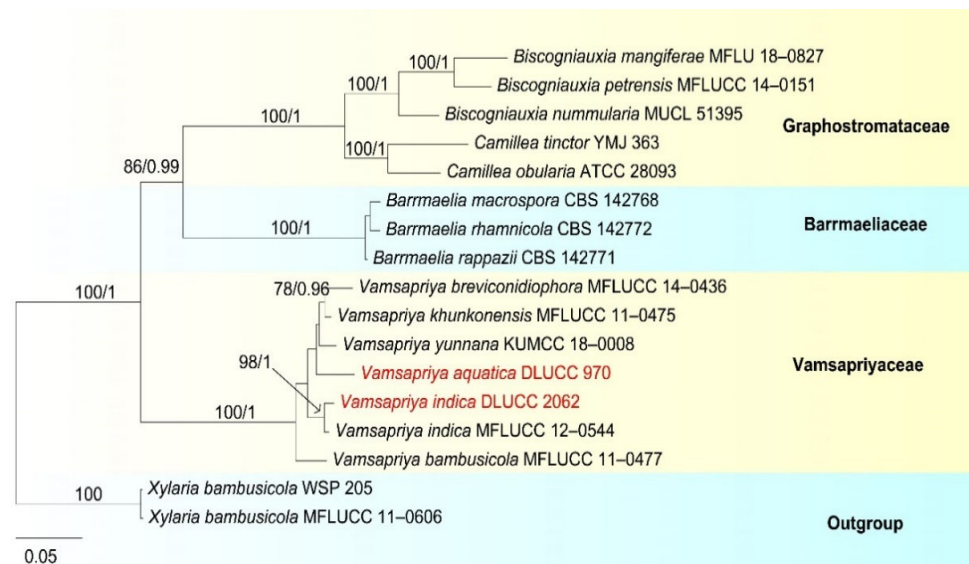 Biscogniauxia mangiferae MFLU 18–0827
100/1
Biscogniauxia petrensis MFLUCC 14–0151
100/1
Biscogniauxia nummularia MUCL 51395
100/1
Graphostromataceae
Camillea tinctor YMJ 363
100/1
Camillea obularia ATCC 28093
86/0.99
Barrmaelia macrospora CBS 142768
Barrmaeliaceae
100/1
Barrmaelia rhamnicola CBS 142772
Barrmaelia rappazii CBS 142771
78/0.96
Vamsapriya breviconidiophora MFLUCC 14–0436
100/1
Vamsapriya khunkonensis MFLUCC 11–0475
Vamsapriya yunnana KUMCC 18–0008
98/1
Vamsapriyaceae
Vamsapriya aquatica DLUCC 970
Vamsapriya indica DLUCC 2062
100/1
Vamsapriya indica MFLUCC 12–0544
Vamsapriya bambusicola MFLUCC 11–0477
100
Xylaria bambusicola WSP 205
Xylaria bambusicola MFLUCC 11–0606
Outgroup
0.05